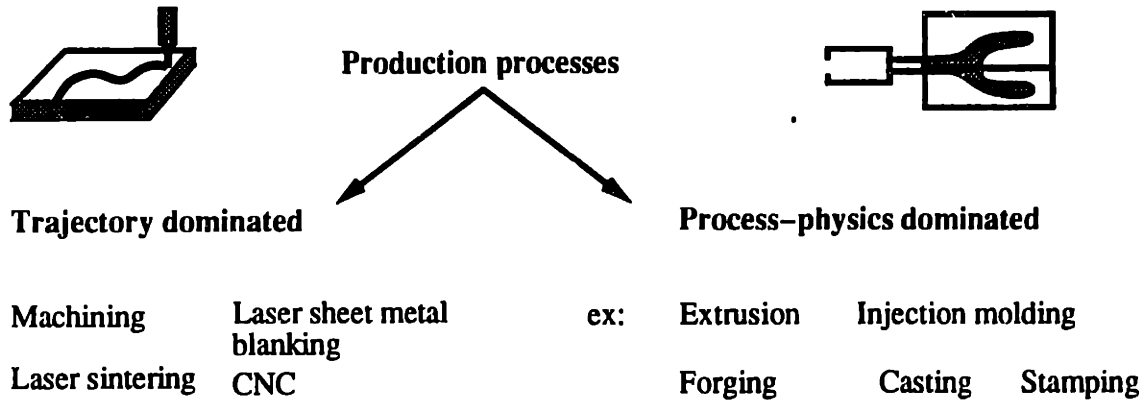 Production processes
Trajectory dominated
Process–physics dominated
Machining
Laser sheet metal
blanking
Laser sintering
CNC
ex:
Extrusion
Injection molding
Forging
Casting
Stamping